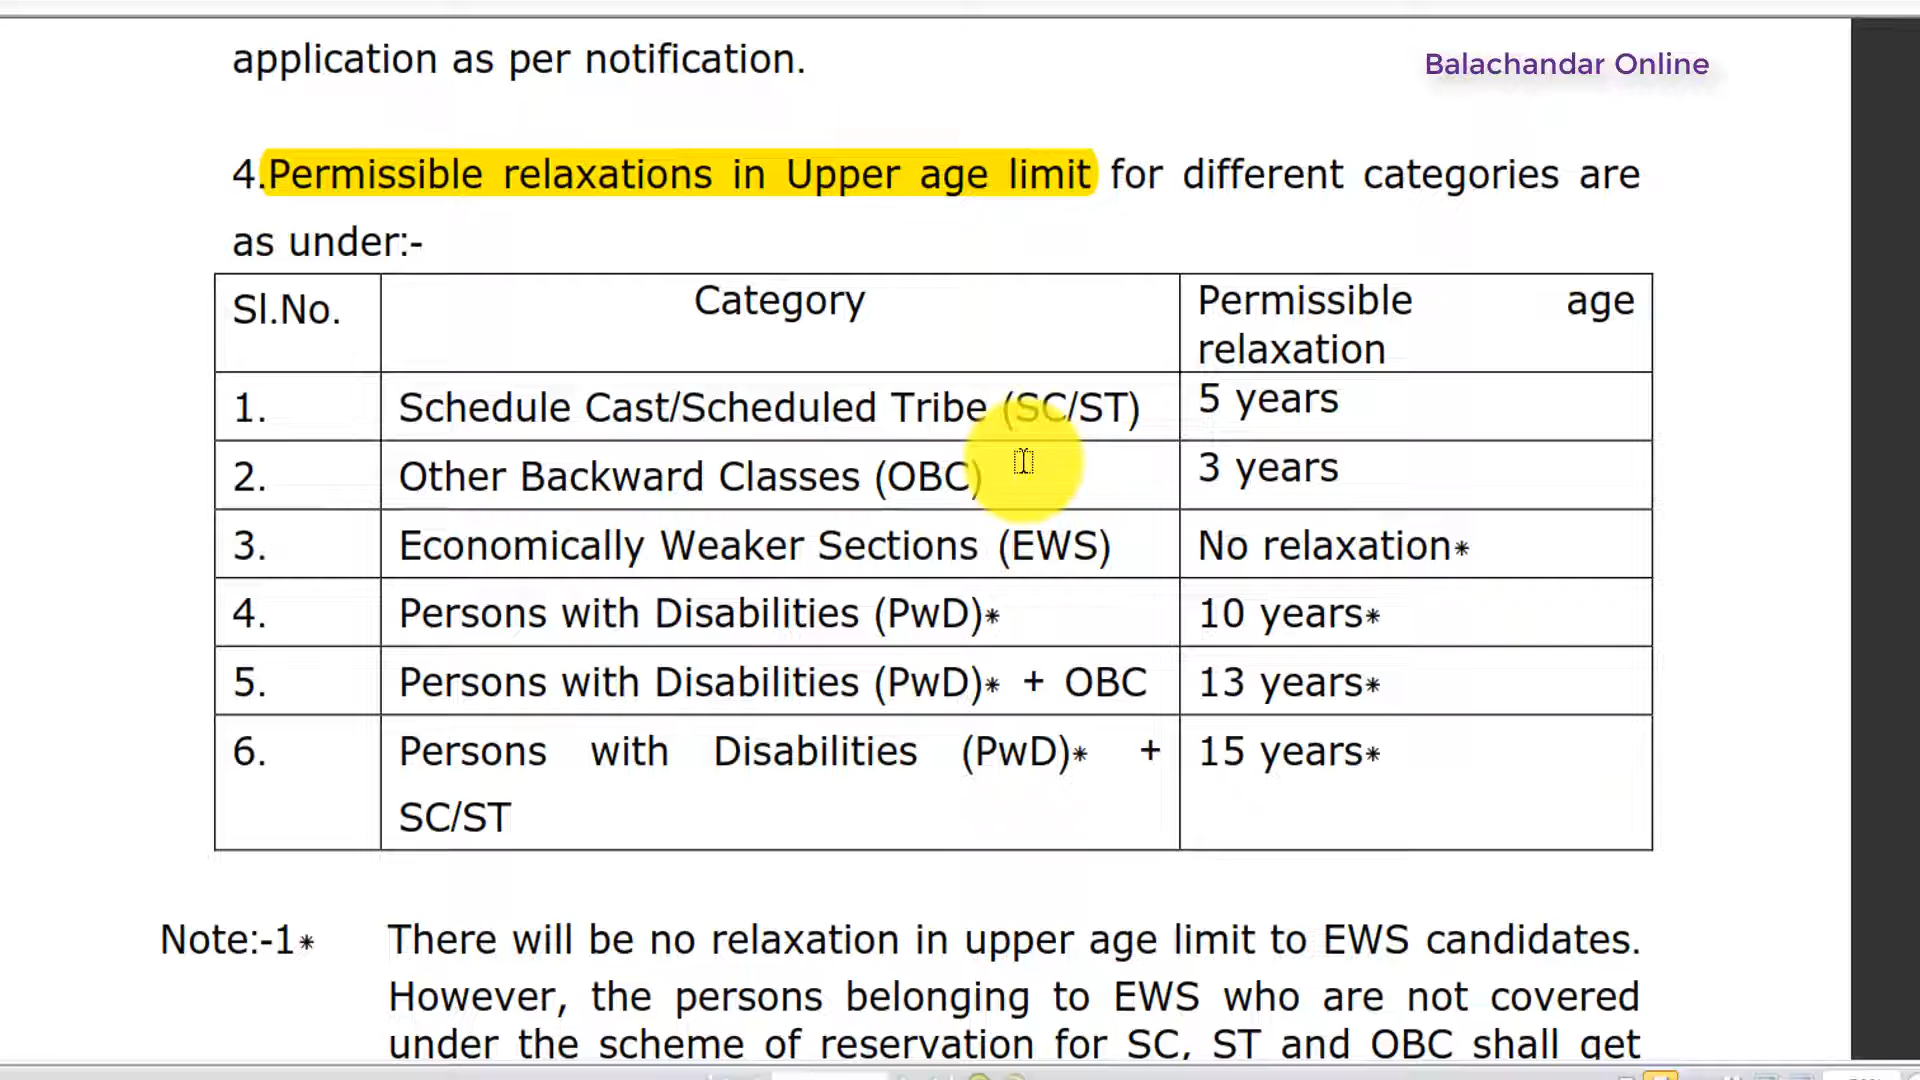 application as per notification.
Balachandar Online
4.Permissible relaxations in Upper age limit for different categories are
as under:-
Sl.No. Category Permissible age
relaxation
1. Schedule Cast/Scheduled Tribe (SC/ST) 5 years
2. Other Backward Classes (OBC) 3 years
3. Economically Weaker Sections (EWS) No relaxation*
4. Persons with Disabilities (PwD)* 10 years*
5. Persons with Disabilities (PwD)* + OBC 13 years*
6. Persons with Disabilities (PwD)* + 15 years*
SC/ST
Note:-1* There will be no relaxation in upper age limit to EWS candidates.
However, the persons belonging to EWS who are not covered
under the scheme of reservation for SC, ST and OBC shall get